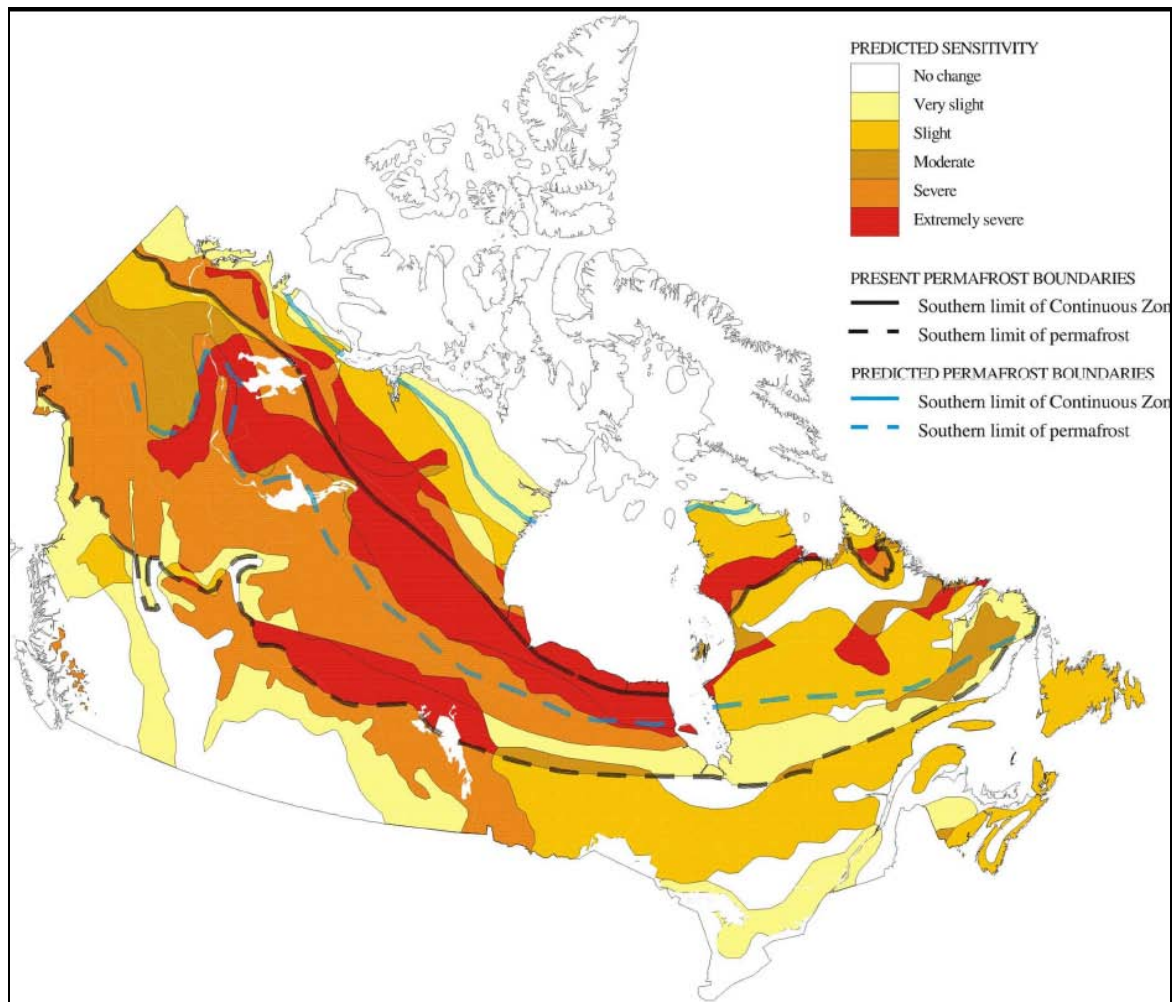 PREDICTED SENSITIVITY
No change
Very slight
Slight
Moderate
Severe
Extremely severe
PRESENT PERMAFROST BOUNDARIES
Southern limit of Continuous Zon
Southern limit of permafrost
PREDICTED PERMAFROST BOUNDARIES
Southern limit of Continuous Zon
Southern limit of permafrost